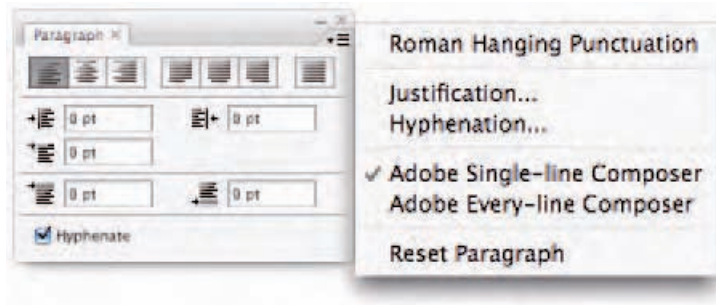 Paragraph ×
0 pt
0 pt
0 pt
0 pt
0 pt
Hyphenate
Roman Hanging Punctuation
Justification...
Hyphenation...
Adobe Single-line Composer
Adobe Every-line Composer
Reset Paragraph